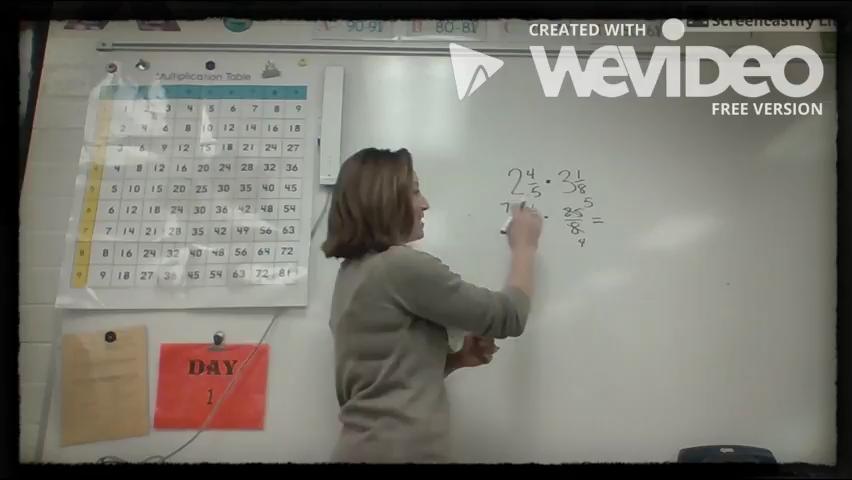 CREATED WITH
WeVideo
FREE VERSION
Screencastify Li
90-91
80-81
Multiplication Table
1 2 3 4 5 6 7 8 9
2 4 6 8 10 12 14 16 18
3 6 9 12 15 18 21 24 27
4 8 12 16 20 24 28 32 36
5 10 15 20 25 30 35 40 45
6 12 18 24 30 36 42 48 54
7 14 21 28 35 42 49 56 63
8 16 24 32 40 48 56 64 72
9 18 27 36 45 54 63 72 81
2 4/5 · 3 1/8
7 · 25/8 5 =
4
DAY
1